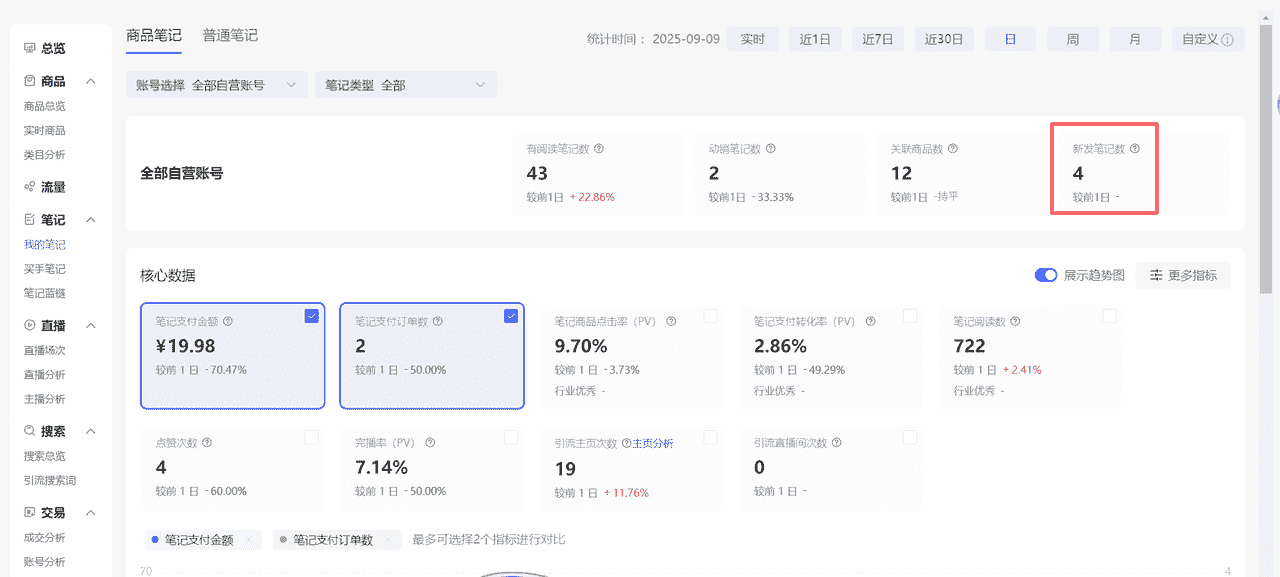 总览
商品
商品总览
实时商品
类目分析
流量
笔记
我的笔记
买手笔记
笔记蓝链
直播
直播场次
直播分析
主播分析
搜索
搜索总览
引流搜索词
交易
成交分析
账号分析
商品笔记 普通笔记
统计时间： 2025-09-09 实时 近1日 近7日 近30日 日 周 月 自定义
账号选择 全部自营账号 笔记类型 全部
全部自营账号
有阅读笔记数
43
较前1日 + 22.86%
动销笔记数
2
较前1日 - 33.33%
关联商品数
12
较前1日 -持平
新发笔记数
4
较前1日 -
核心数据
展示趋势图 更多指标
笔记支付金额
¥19.98
较前 1 日 - 70.47%
笔记支付订单数
2
较前 1 日 - 50.00%
笔记商品点击率（PV）
9.70%
较前 1 日 - 3.73%
行业优秀 -
笔记支付转化率（PV）
2.86%
较前 1 日 - 49.29%
行业优秀 -
笔记阅读数
722
较前 1 日 + 2.41%
行业优秀 -
点赞次数
4
较前 1 日 - 60.00%
完播率（PV）
7.14%
较前 1 日 - 50.00%
引流主页次数 主页分析
19
较前 1 日 + 11.76%
引流直播间次数
0
较前 1 日 -
笔记支付金额 笔记支付订单数 最多可选择2个指标进行对比
70 4